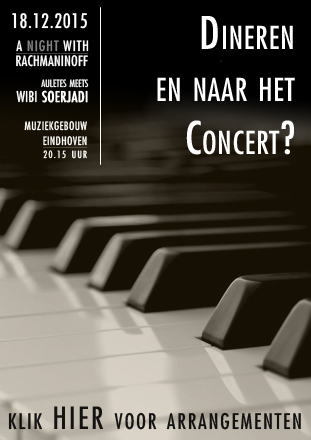 18.12.2015
A NIGHT WITH
RACHMANINOFF
AULETES MEETS
WIBI SOERJADI
MUZIEKGEBOUW
EINDHOVEN
20.15 UUR
DINEREN
EN NAAR HET
CONCERT?
KLIK HIER VOOR ARRANGEMENTEN